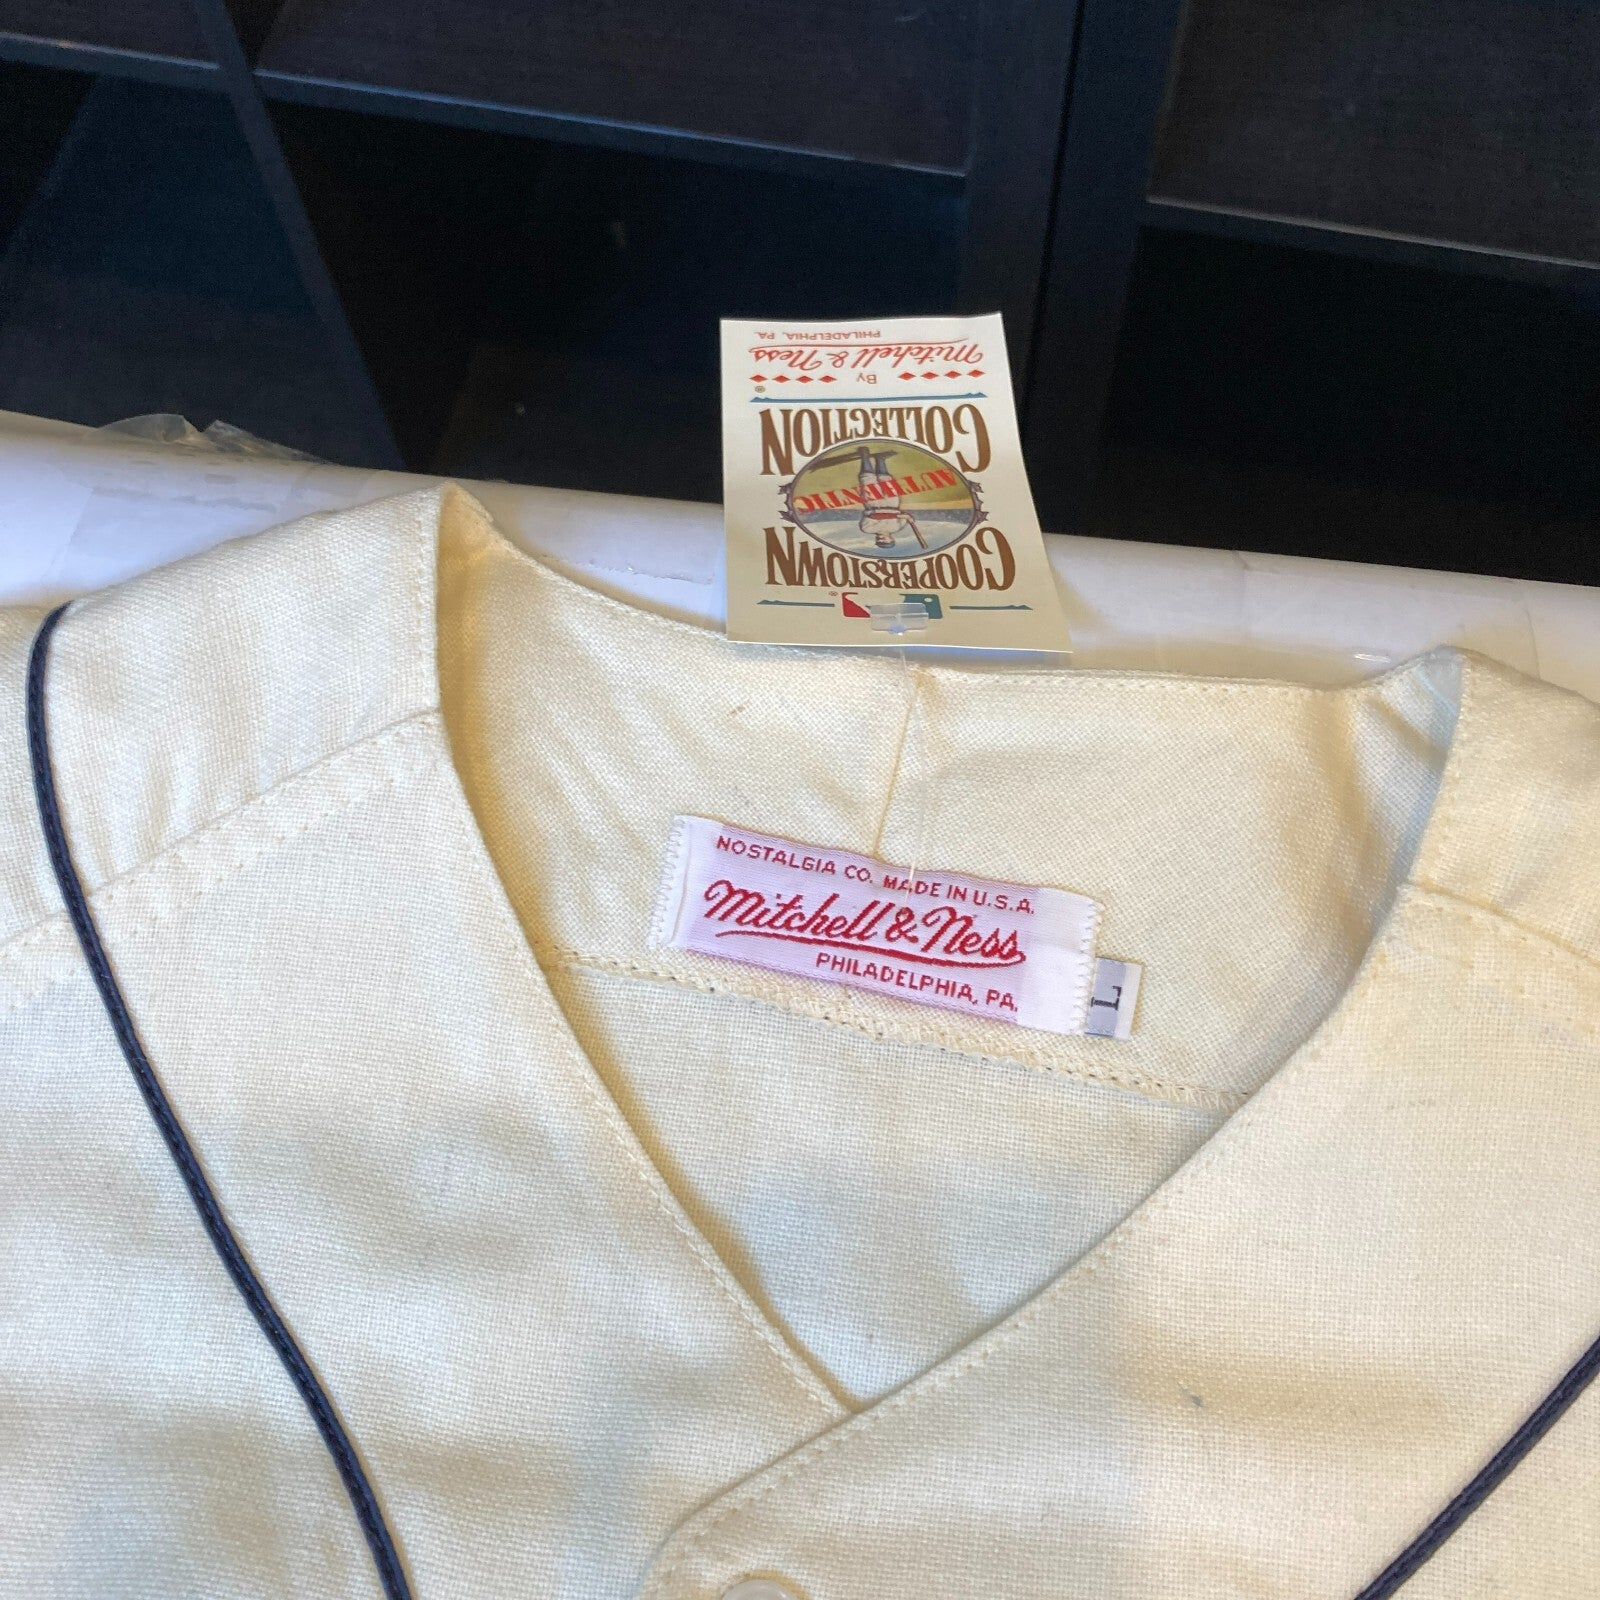 COOPERSTOWN ®
AUTHENTIC
COLLECTION ®
By
Mitchell & Ness
PHILADELPHIA, PA.
NOSTALGIA CO. MADE IN U.S.A.
Mitchell & Ness
PHILADELPHIA, PA.
L